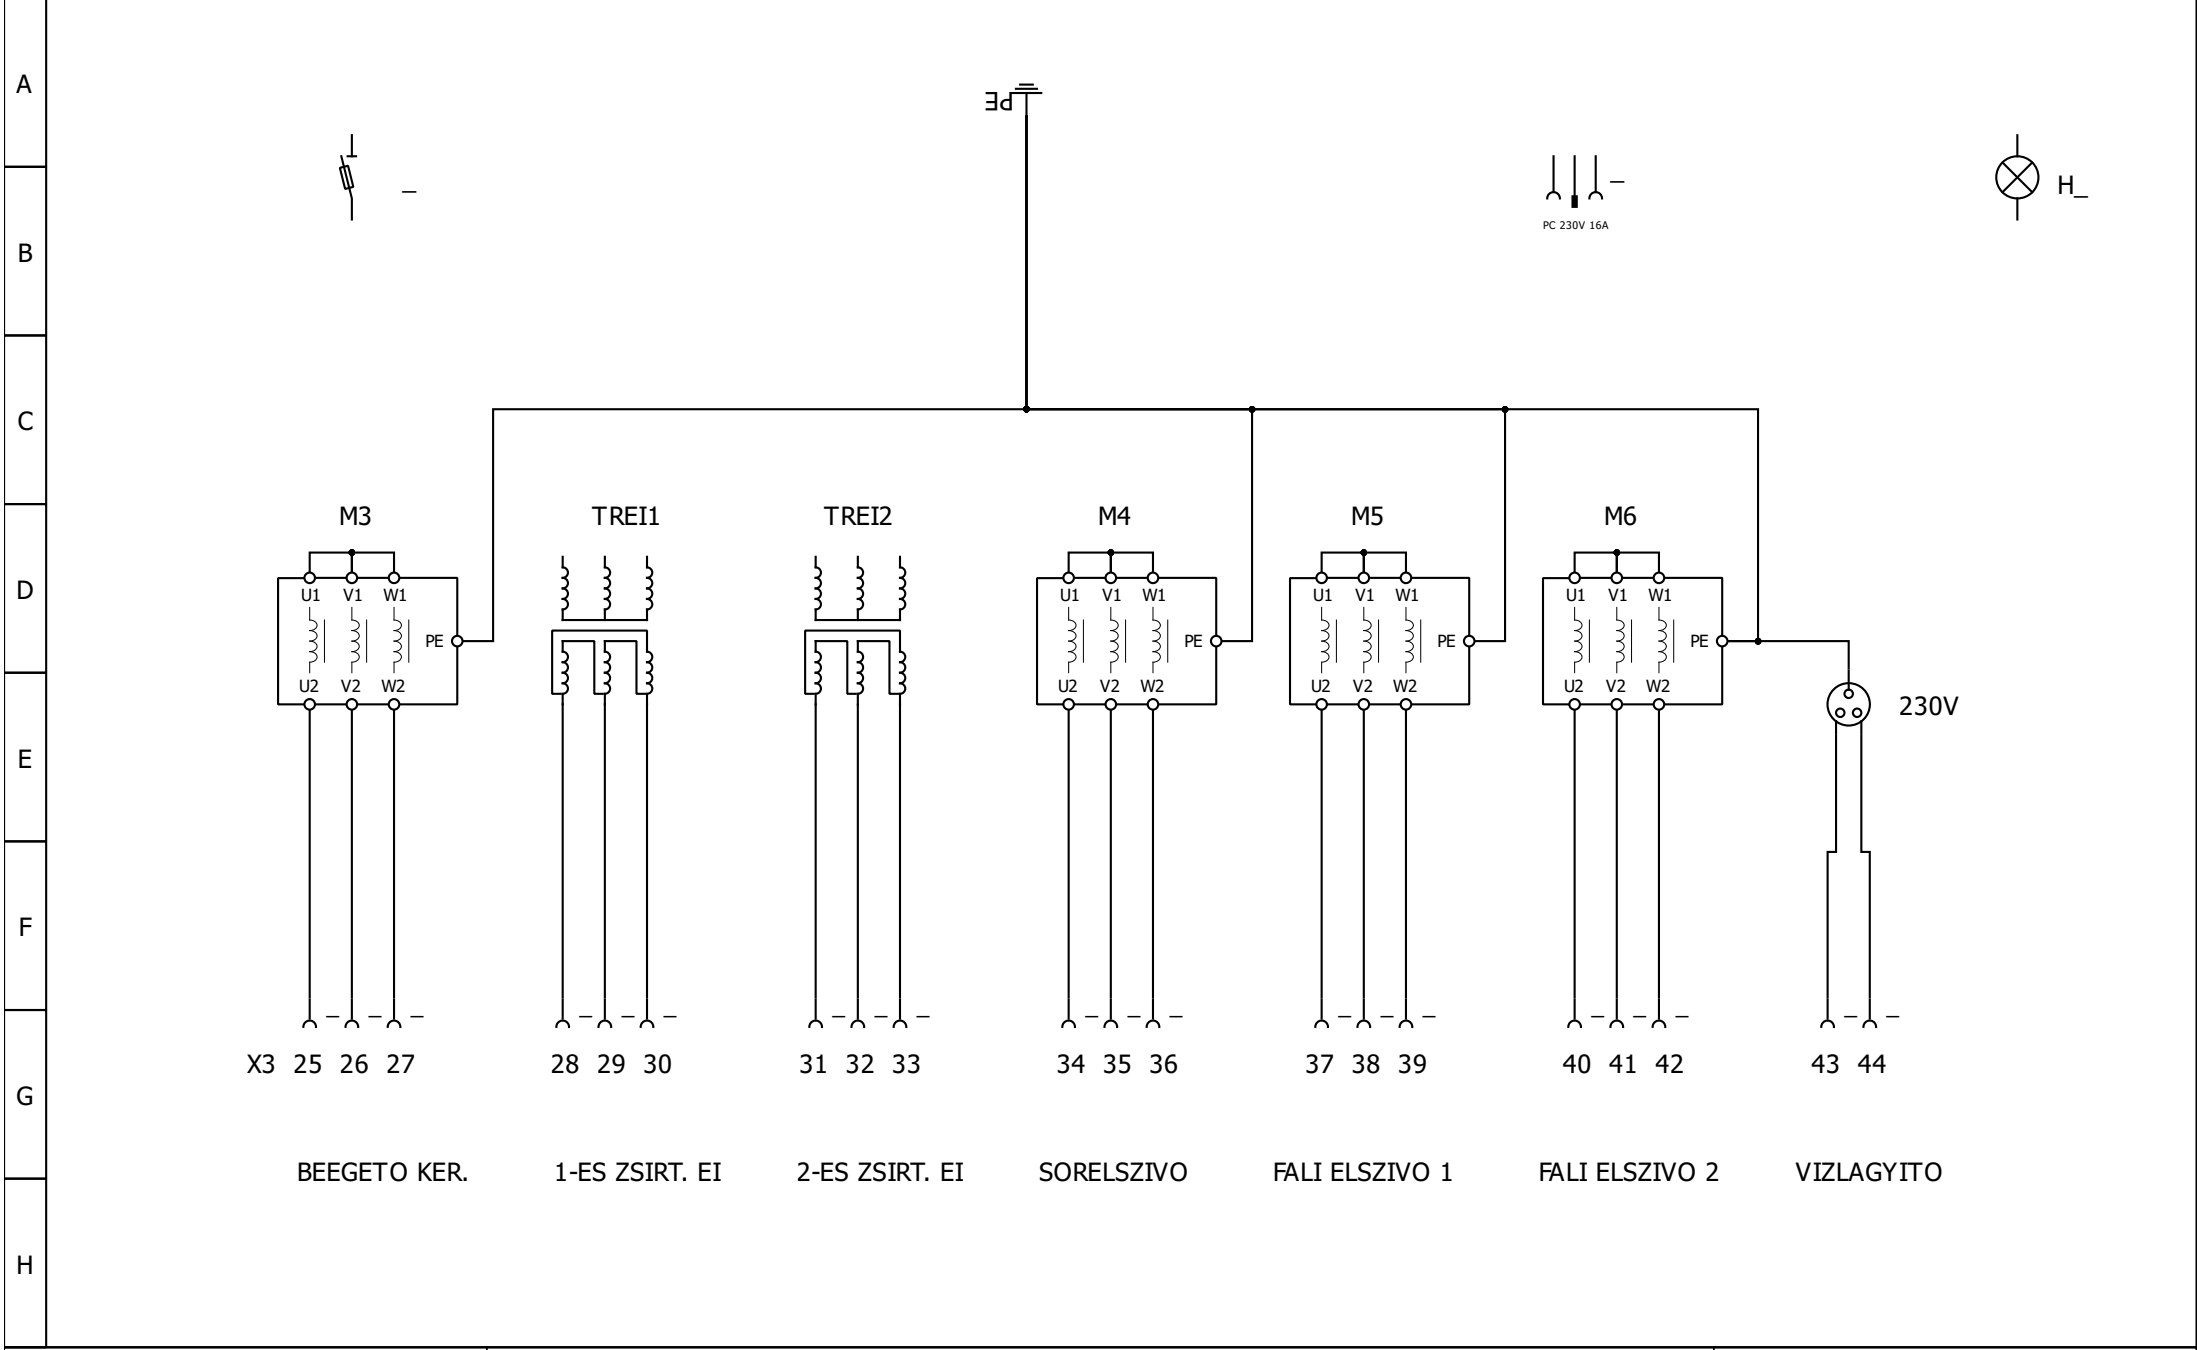 A
PE
_
_
H_
B
PC 230V 16A
C
M3 TREI1 TREI2 M4 M5 M6
D
U1 V1 W1 U1 V1 W1 U1 V1 W1 U1 V1 W1
PE PE PE PE
U2 V2 W2 U2 V2 W2 U2 V2 W2 U2 V2 W2
230V
E
F
_ _ _ _ _ _ _ _ _ _ _ _ _ _ _ _ _ _ _ _
X3 25 26 27 28 29 30 31 32 33 34 35 36 37 38 39 40 41 42 43 44
G
BEEGETO KER. 1-ES ZSIRT. EI 2-ES ZSIRT. EI SORELSZIVO FALI ELSZIVO 1 FALI ELSZIVO 2 VIZLAGYITO
H